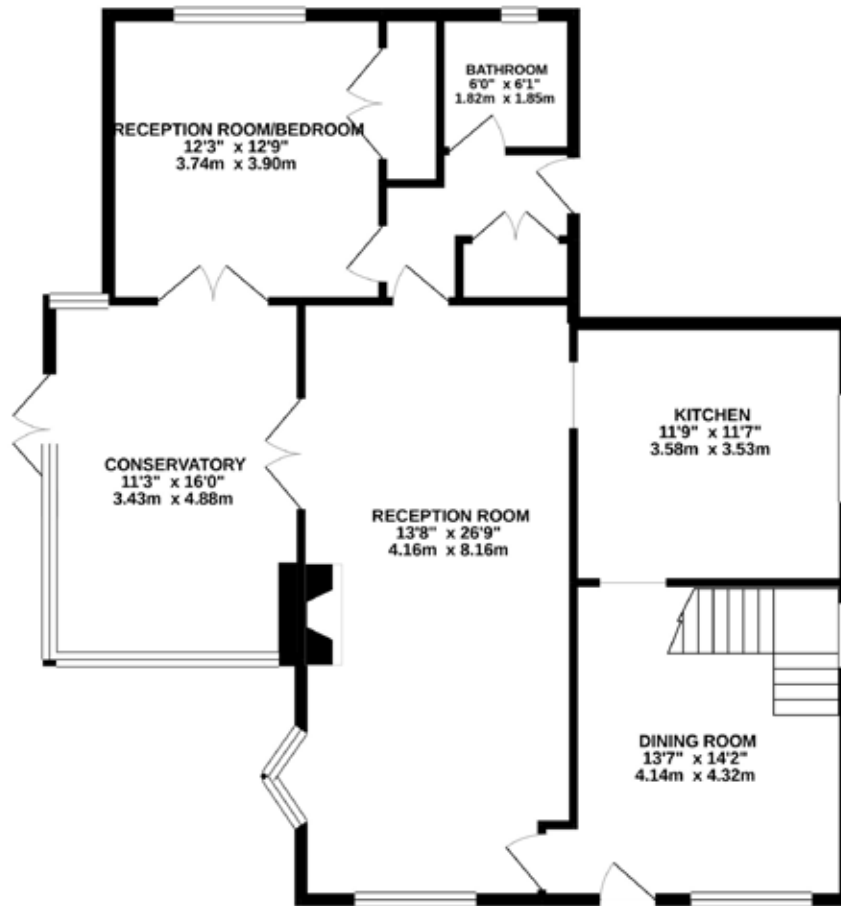 BATHROOM
6'0" x 6'1"
1.82m x 1.85m
RECEPTION ROOM/BEDROOM
12'3" x 12'9"
3.74m x 3.90m
KITCHEN
11'9" x 11'7"
3.58m x 3.53m
CONSERVATORY
11'3" x 16'0"
3.43m x 4.88m
RECEPTION ROOM
13'8" x 26'9"
4.16m x 8.16m
DINING ROOM
13'7" x 14'2"
4.14m x 4.32m